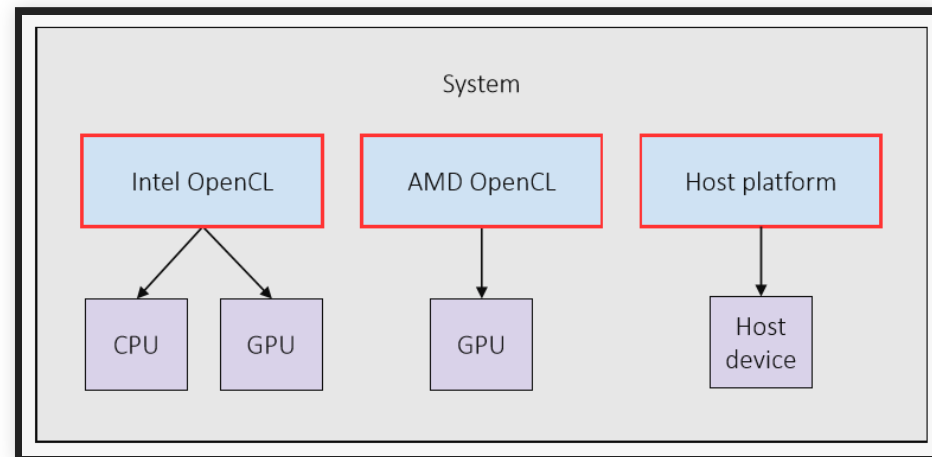 System
Intel OpenCL
AMD OpenCL
Host platform
CPU
GPU
GPU
Host
device